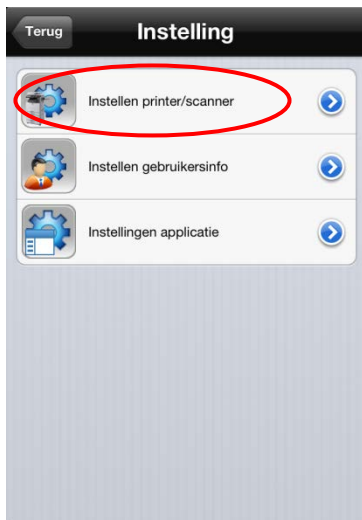 Terug
Instelling
Instellen printer/scanner
Instellen gebruikersinfo
Instellingen applicatie